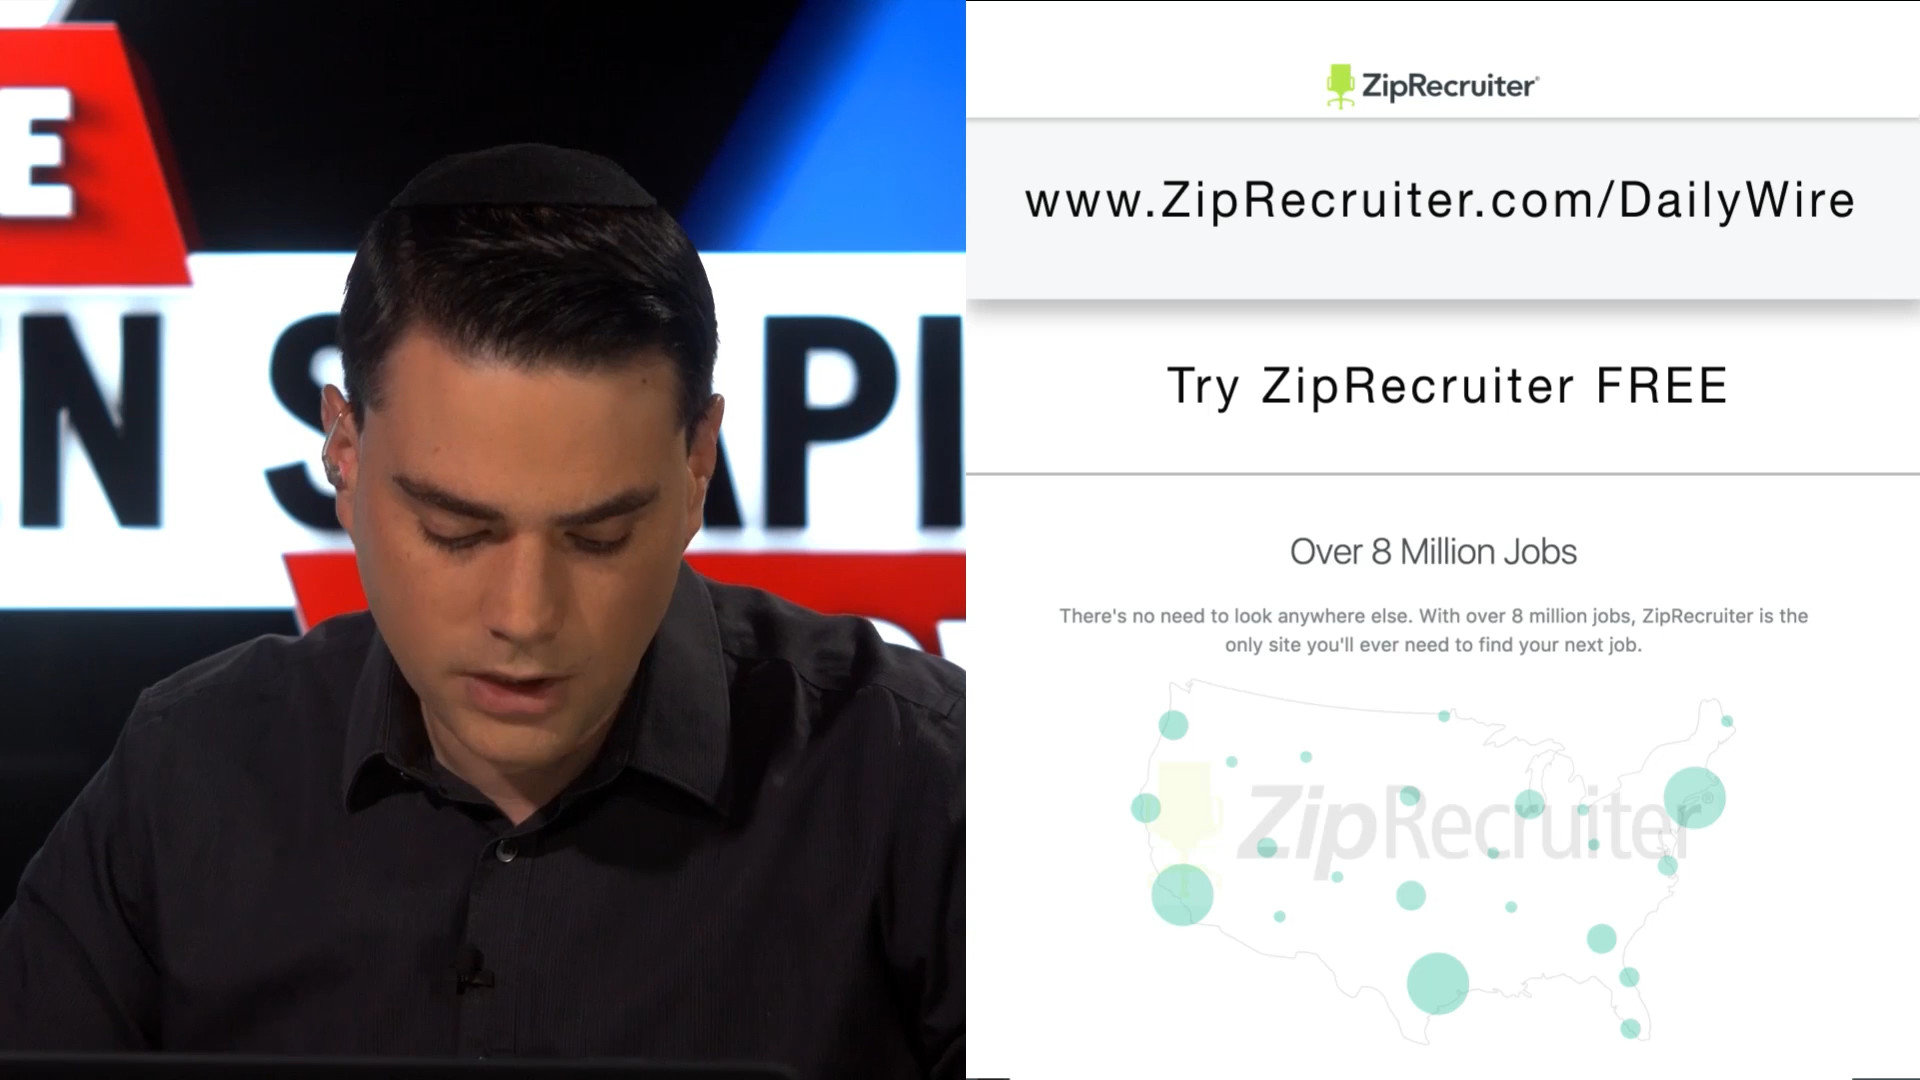 E
N S API
ZipRecruiter
www.ZipRecruiter.com/DailyWire
Try ZipRecruiter FREE
Over 8 Million Jobs
There's no need to look anywhere else. With over 8 million jobs, ZipRecruiter is the
only site you'll ever need to find your next job.
ZipRecruiter®